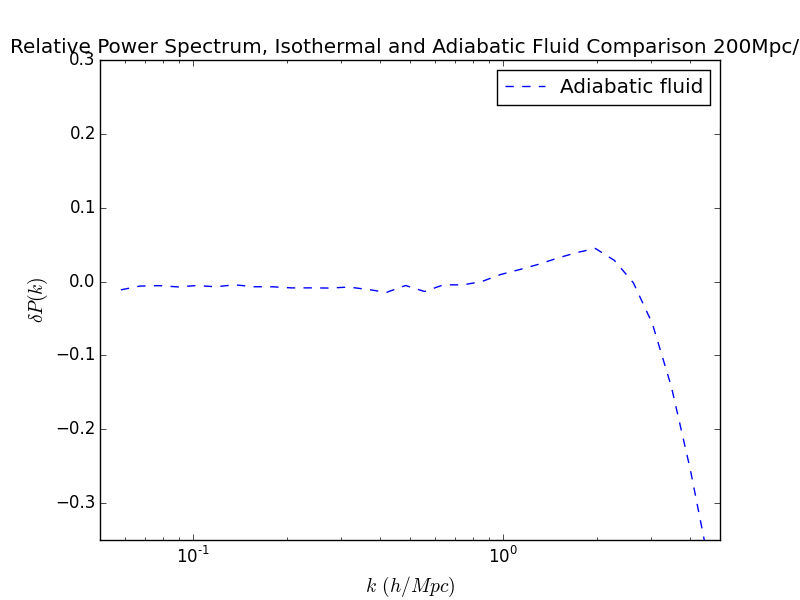 Relative Power Spectrum, Isothermal and Adiabatic Fluid Comparison 200Mpc/
Adiabatic fluid
0.3
0.2
0.1
0.0
−0.1
−0.2
−0.3
δP(k)
10⁻¹
10⁰
k (h/Mpc)